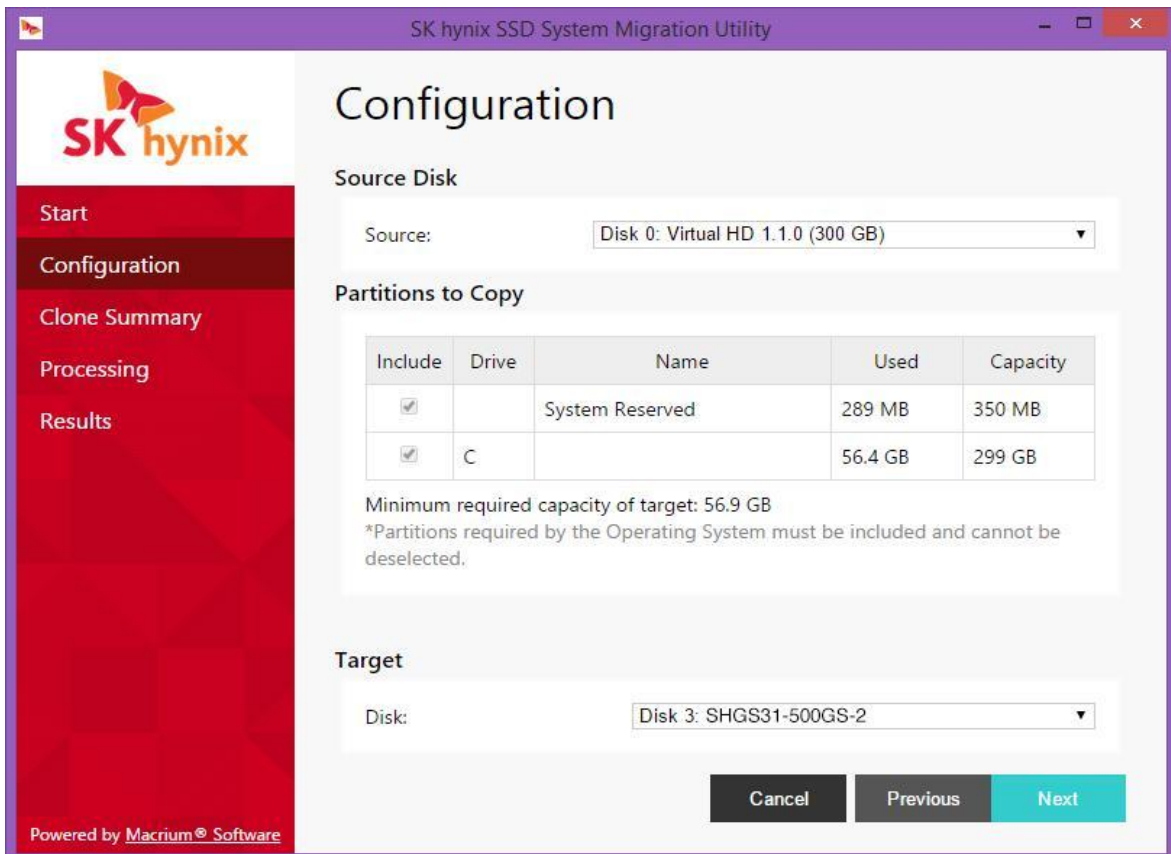 SK hynix SSD System Migration Utility
SK hynix
Start
Configuration
Clone Summary
Processing
Results
Powered by Macrium® Software
Configuration
Source Disk
Source: Disk 0: Virtual HD 1.1.0 (300 GB)
Partitions to Copy
Include Drive Name Used Capacity
System Reserved 289 MB 350 MB
C 56.4 GB 299 GB
Minimum required capacity of target: 56.9 GB
*Partitions required by the Operating System must be included and cannot be
deselected.
Target
Disk: Disk 3: SHGS31-500GS-2
Cancel Previous Next